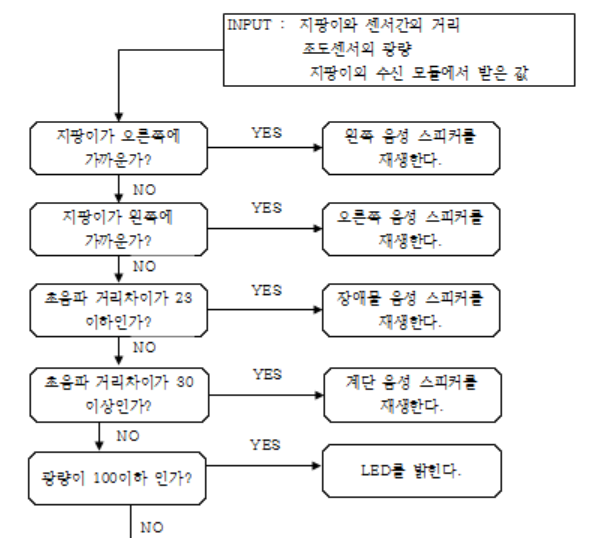 INPUT : 지팡이와 센서간의 거리
조도센서의 광량
지팡이의 수신 모듈에서 받은 값
지팡이가 오른쪽에
가까운가?
YES
왼쪽 음성 스피커를
재생한다.
NO
지팡이가 왼쪽에
가까운가?
YES
오른쪽 음성 스피커를
재생한다.
NO
초음파 거리차이가 23
이하인가?
YES
장애물 음성 스피커를
재생한다.
NO
초음파 거리차이가 30
이상인가?
YES
계단 음성 스피커를
재생한다.
NO
광량이 100이하 인가?
YES
LED를 밝힌다.
NO